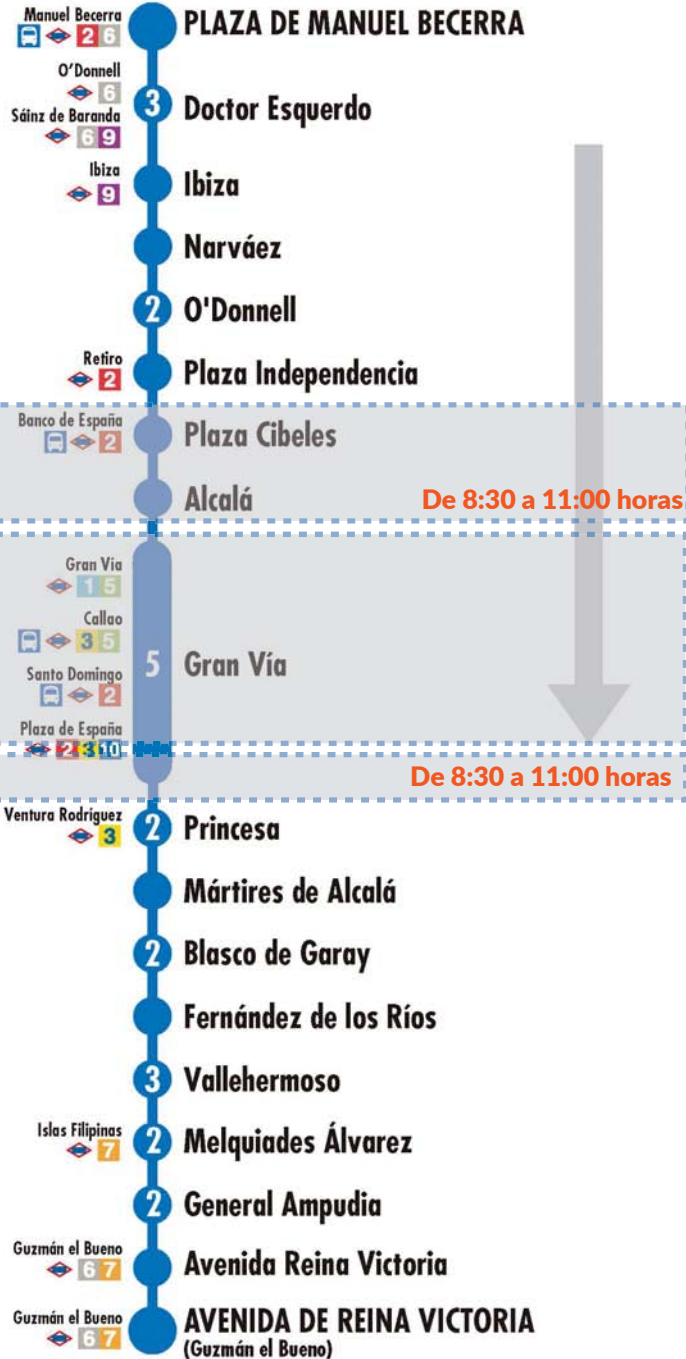 Manuel Becerra
2 6
PLAZA DE MANUEL BECERRA
O'Donnell
6
Sáinz de Baranda
6 9
3
Doctor Esquerdo
Ibiza
9
Ibiza
Narváez
2
O'Donnell
Retiro
2
Plaza Independencia
Banco de España
2
Plaza Cibeles
Alcalá
De 8:30 a 11:00 horas
Gran Vía
1 5
Callao
3 5
Santo Domingo
2
Plaza de España
2 3 10
5
Gran Vía
De 8:30 a 11:00 horas
Ventura Rodríguez
3
2
Princesa
Mártires de Alcalá
2
Blasco de Garay
Fernández de los Ríos
3
Vallehermoso
Islas Filipinas
7
2
Melquiades Álvarez
2
General Ampudia
Guzmán el Bueno
6 7
Avenida Reina Victoria
Guzmán el Bueno
6 7
AVENIDA DE REINA VICTORIA
(Guzmán el Bueno)